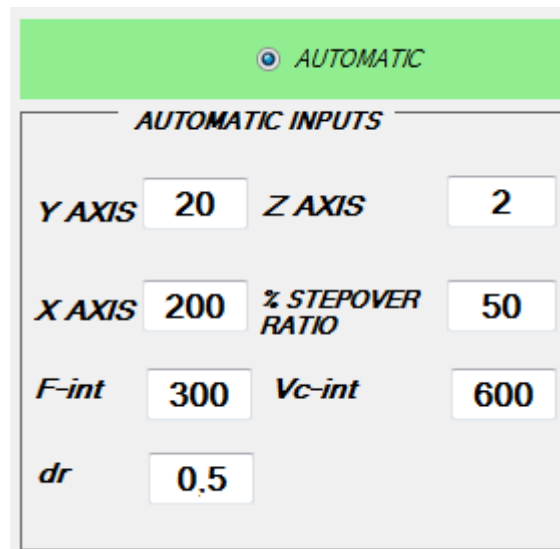 AUTOMATIC
AUTOMATIC INPUTS
Y AXIS 20 Z AXIS 2
X AXIS 200 % STEPOVER RATIO 50
F-int 300 Vc-int 600
dr 0.5